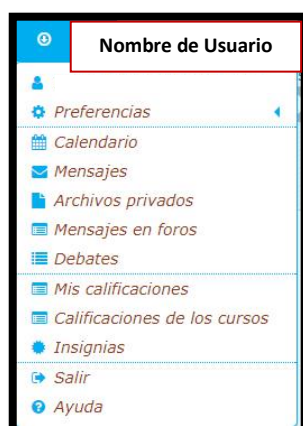 Nombre de Usuario
Preferencias
Calendario
Mensajes
Archivos privados
Mensajes en foros
Debates
Mis calificaciones
Calificaciones de los cursos
Insignias
Salir
Ayuda